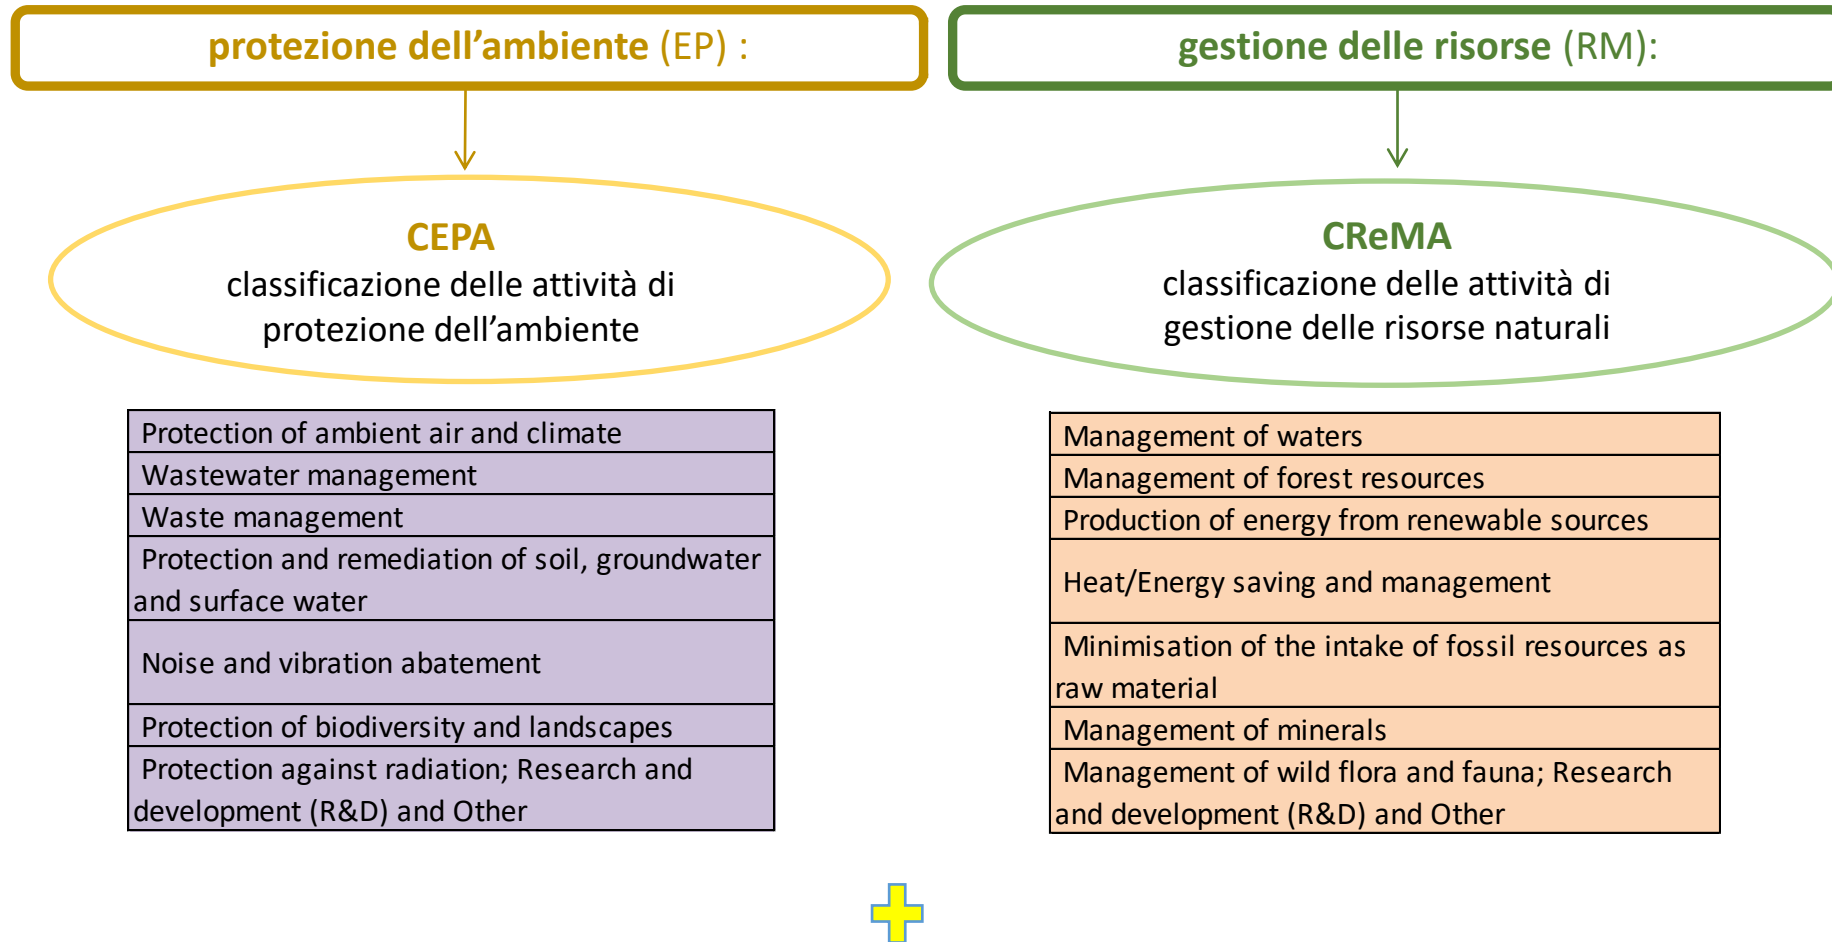 protezione dell’ambiente (EP) :
CEPA
classificazione delle attività di
protezione dell’ambiente
Protection of ambient air and climate
Wastewater management
Waste management
Protection and remediation of soil, groundwater
and surface water
Noise and vibration abatement
Protection of biodiversity and landscapes
Protection against radiation; Research and
development (R&D) and Other
gestione delle risorse (RM):
CReMA
classificazione delle attività di
gestione delle risorse naturali
Management of waters
Management of forest resources
Production of energy from renewable sources
Heat/Energy saving and management
Minimisation of the intake of fossil resources as
raw material
Management of minerals
Management of wild flora and fauna; Research
and development (R&D) and Other